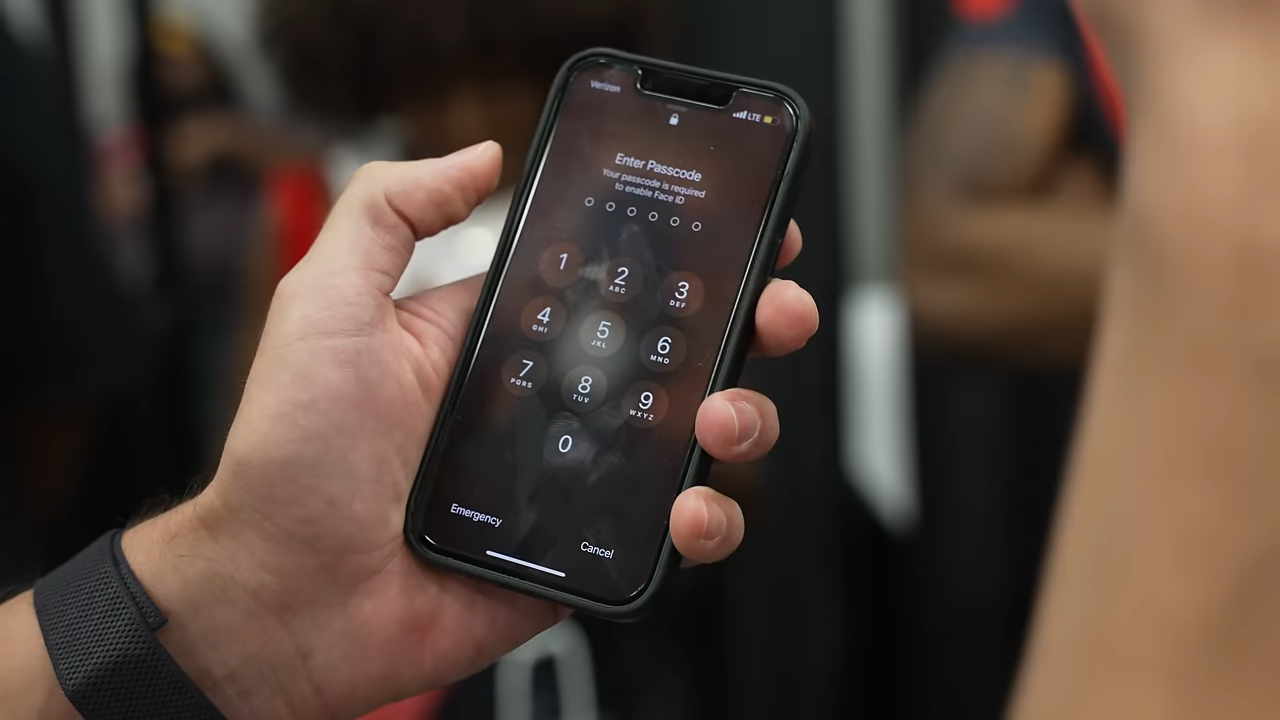 Verizon
LTE
Enter Passcode
Your passcode is required
to enable Face ID
1
2
ABC
3
DEF
4
GHI
5
JKL
6
MNO
7
PQRS
8
TUV
9
WXYZ
0
Emergency
Cancel